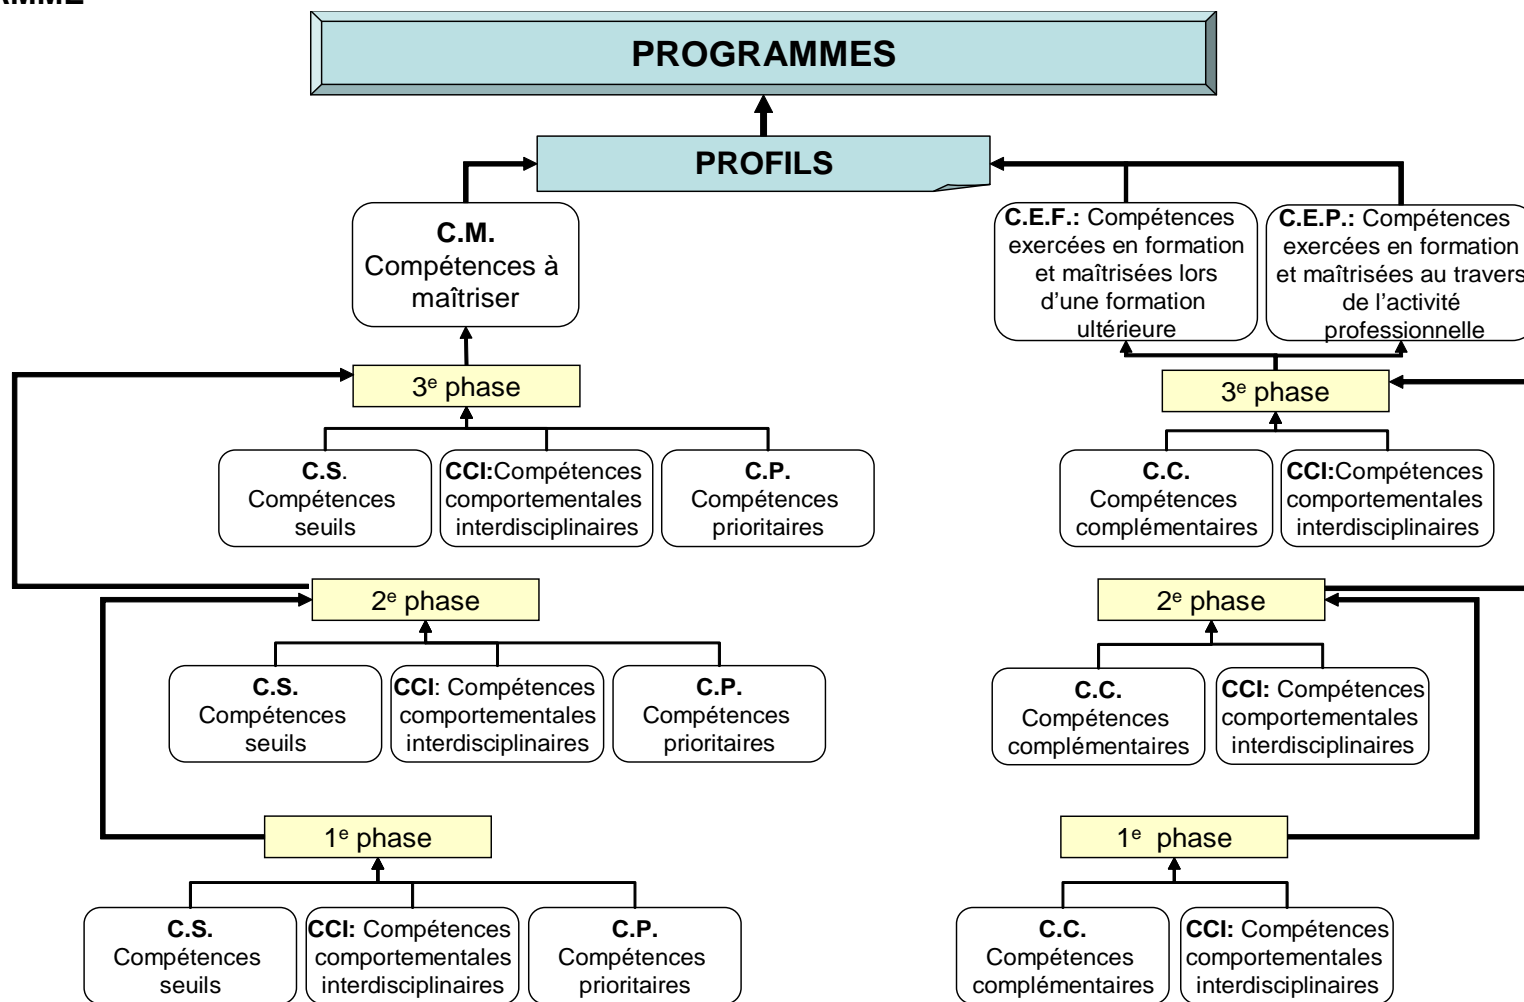 PROGRAMMES
PROFILS
C.M.
Compétences à
maîtriser
C.E.F.: Compétences
exercées en formation
et maîtrisées lors
d’une formation
ultérieure
C.E.P.: Compétences
exercées en formation
et maîtrisées au travers
de l’activité
professionnelle
3e phase
3e phase
C.S.
Compétences
seuils
CCI:Compétences
comportementales
interdisciplinaires
C.P.
Compétences
prioritaires
C.C.
Compétences
complémentaires
CCI:Compétences
comportementales
interdisciplinaires
2e phase
2e phase
C.S.
Compétences
seuils
CCI: Compétences
comportementales
interdisciplinaires
C.P.
Compétences
prioritaires
C.C.
Compétences
complémentaires
CCI: Compétences
comportementales
interdisciplinaires
1e phase
1e phase
C.S.
Compétences
seuils
CCI: Compétences
comportementales
interdisciplinaires
C.P.
Compétences
prioritaires
C.C.
Compétences
complémentaires
CCI: Compétences
comportementales
interdisciplinaires